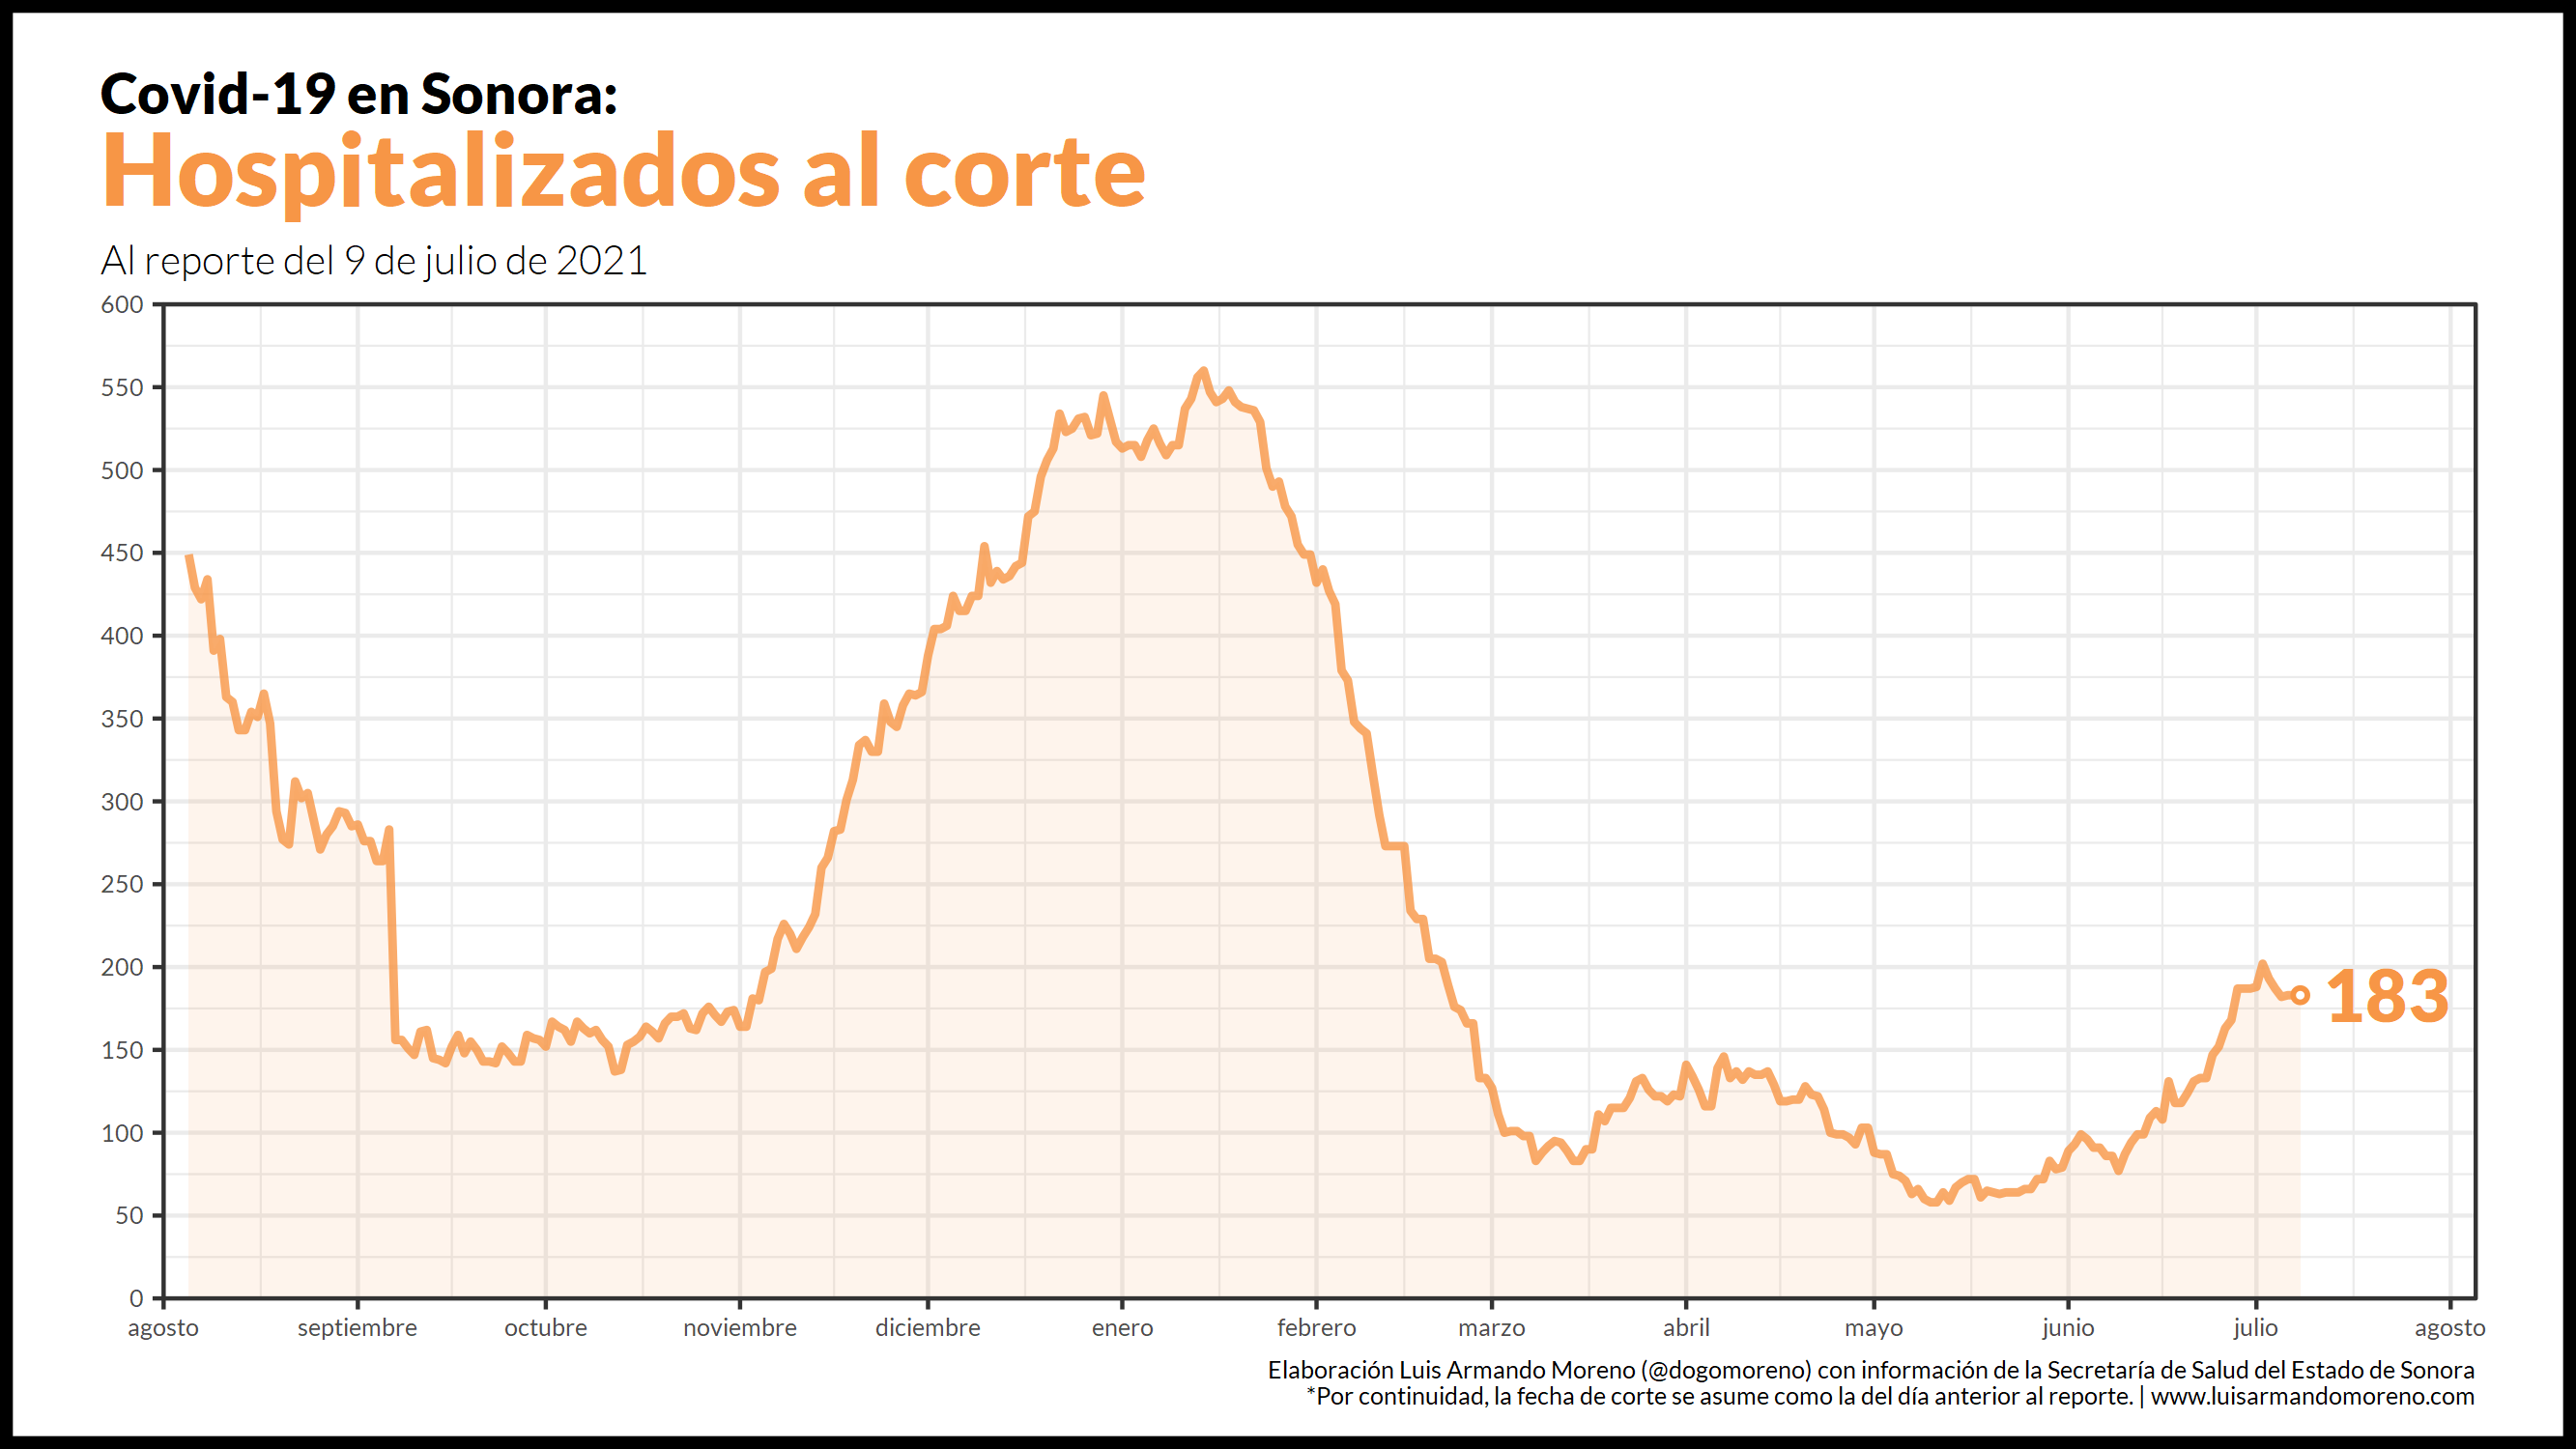 Covid-19 en Sonora:
Hospitalizados al corte
Al reporte del 9 de julio de 2021
600
550
500
450
400
350
300
250
200
150
100
50
0
183
agosto septiembre octubre noviembre diciembre enero febrero marzo abril mayo junio julio agosto
Elaboración Luis Armando Moreno (@dogomoreno) con información de la Secretaría de Salud del Estado de Sonora
*Por continuidad, la fecha de corte se asume como la del día anterior al reporte. | www.luisarmandomoreno.com